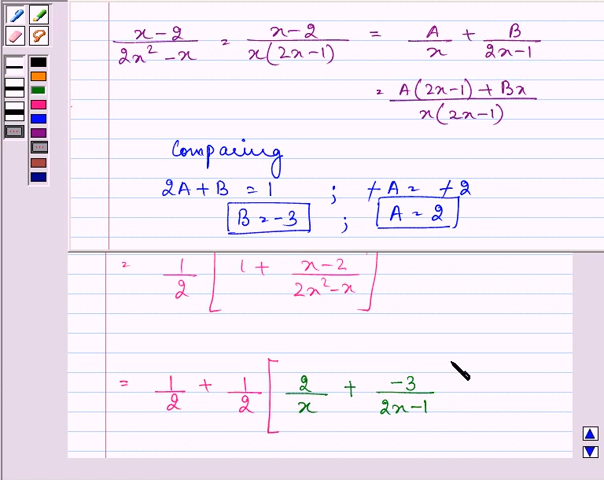 (x-2)/(2x² - x) = (x-2)/(x(2x-1)) = A/x + B/(2x-1)
= (A(2x-1) + Bx)/(x(2x-1))
Comparing
2A + B = 1 ; -A = -2
B = -3 ; A = 2
= 1/2 [ 1 + (x-2)/(2x² - x) ]
= 1/2 + 1/2 [ 2/x + -3/(2x-1)